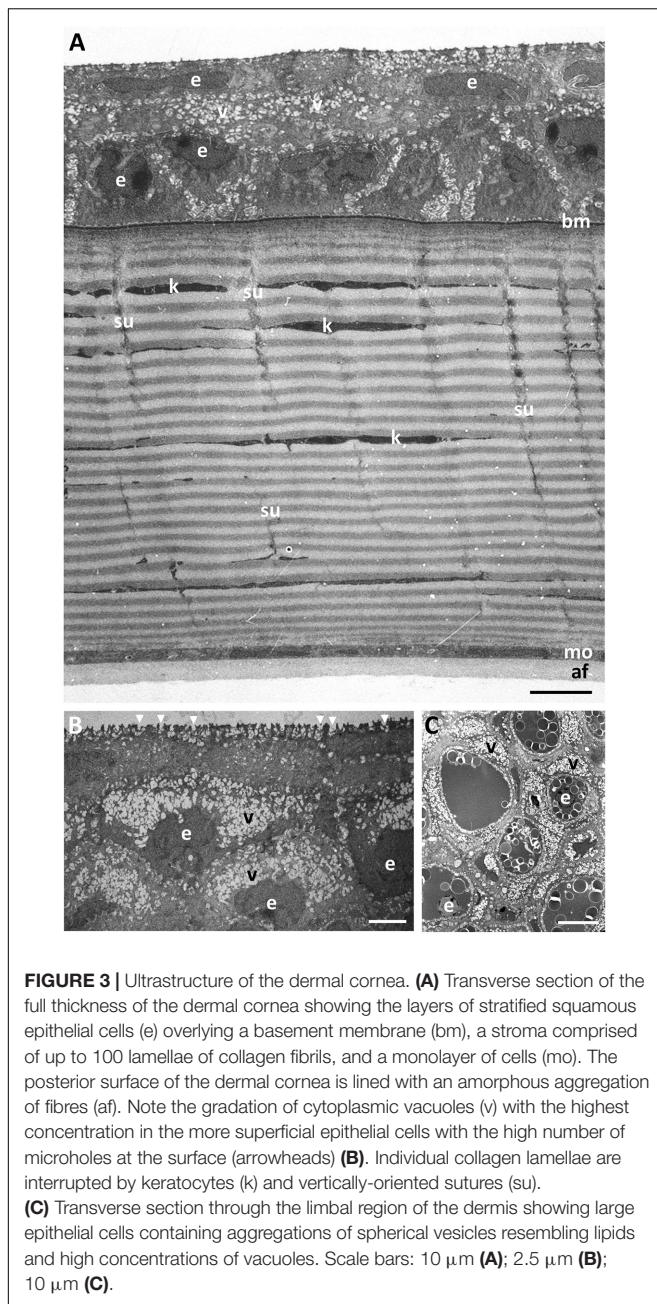 A
e
e
v
v
e
e
bm
k
su
su
k
su
k
su
mo
af
B
e
v
e
v
e
C
v
v
e
e
FIGURE 3 | Ultrastructure of the dermal cornea. (A) Transverse section of the
full thickness of the dermal cornea showing the layers of stratified squamous
epithelial cells (e) overlying a basement membrane (bm), a stroma comprised
of up to 100 lamellae of collagen fibrils, and a monolayer of cells (mo). The
posterior surface of the dermal cornea is lined with an amorphous aggregation
of fibres (af). Note the gradation of cytoplasmic vacuoles (v) with the highest
concentration in the more superficial epithelial cells with the high number of
microholes at the surface (arrowheads) (B). Individual collagen lamellae are
interrupted by keratocytes (k) and vertically-oriented sutures (su).
(C) Transverse section through the limbal region of the dermis showing large
epithelial cells containing aggregations of spherical vesicles resembling lipids
and high concentrations of vacuoles. Scale bars: 10 μm (A); 2.5 μm (B);
10 μm (C).